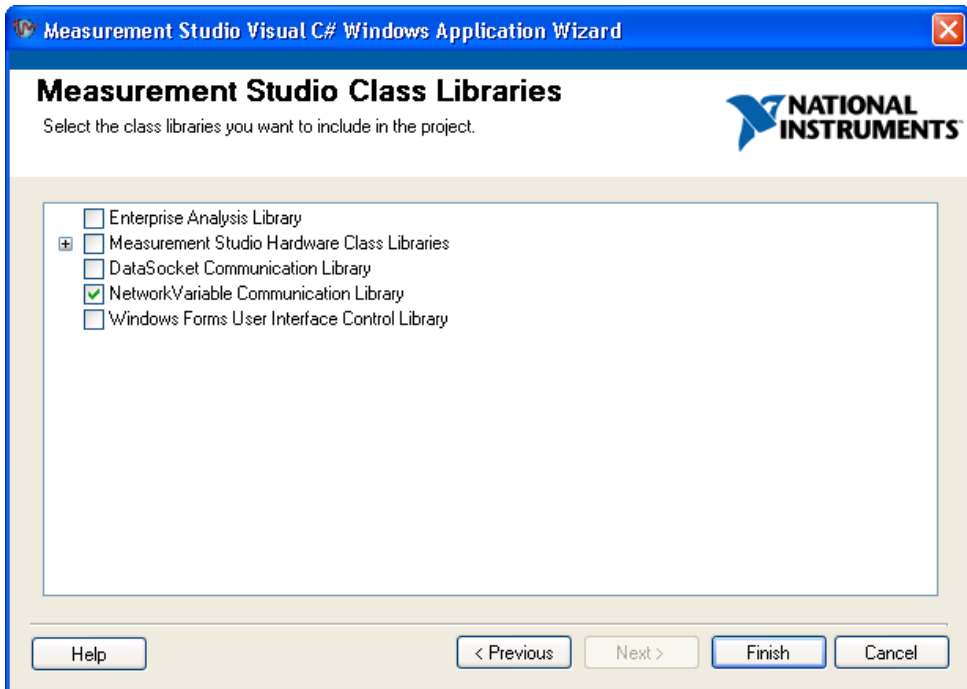 Measurement Studio Visual C# Windows Application Wizard
Measurement Studio Class Libraries
Select the class libraries you want to include in the project.
NATIONAL
INSTRUMENTS
Enterprise Analysis Library
Measurement Studio Hardware Class Libraries
DataSocket Communication Library
NetworkVariable Communication Library
Windows Forms User Interface Control Library
Help
< Previous
Next >
Finish
Cancel